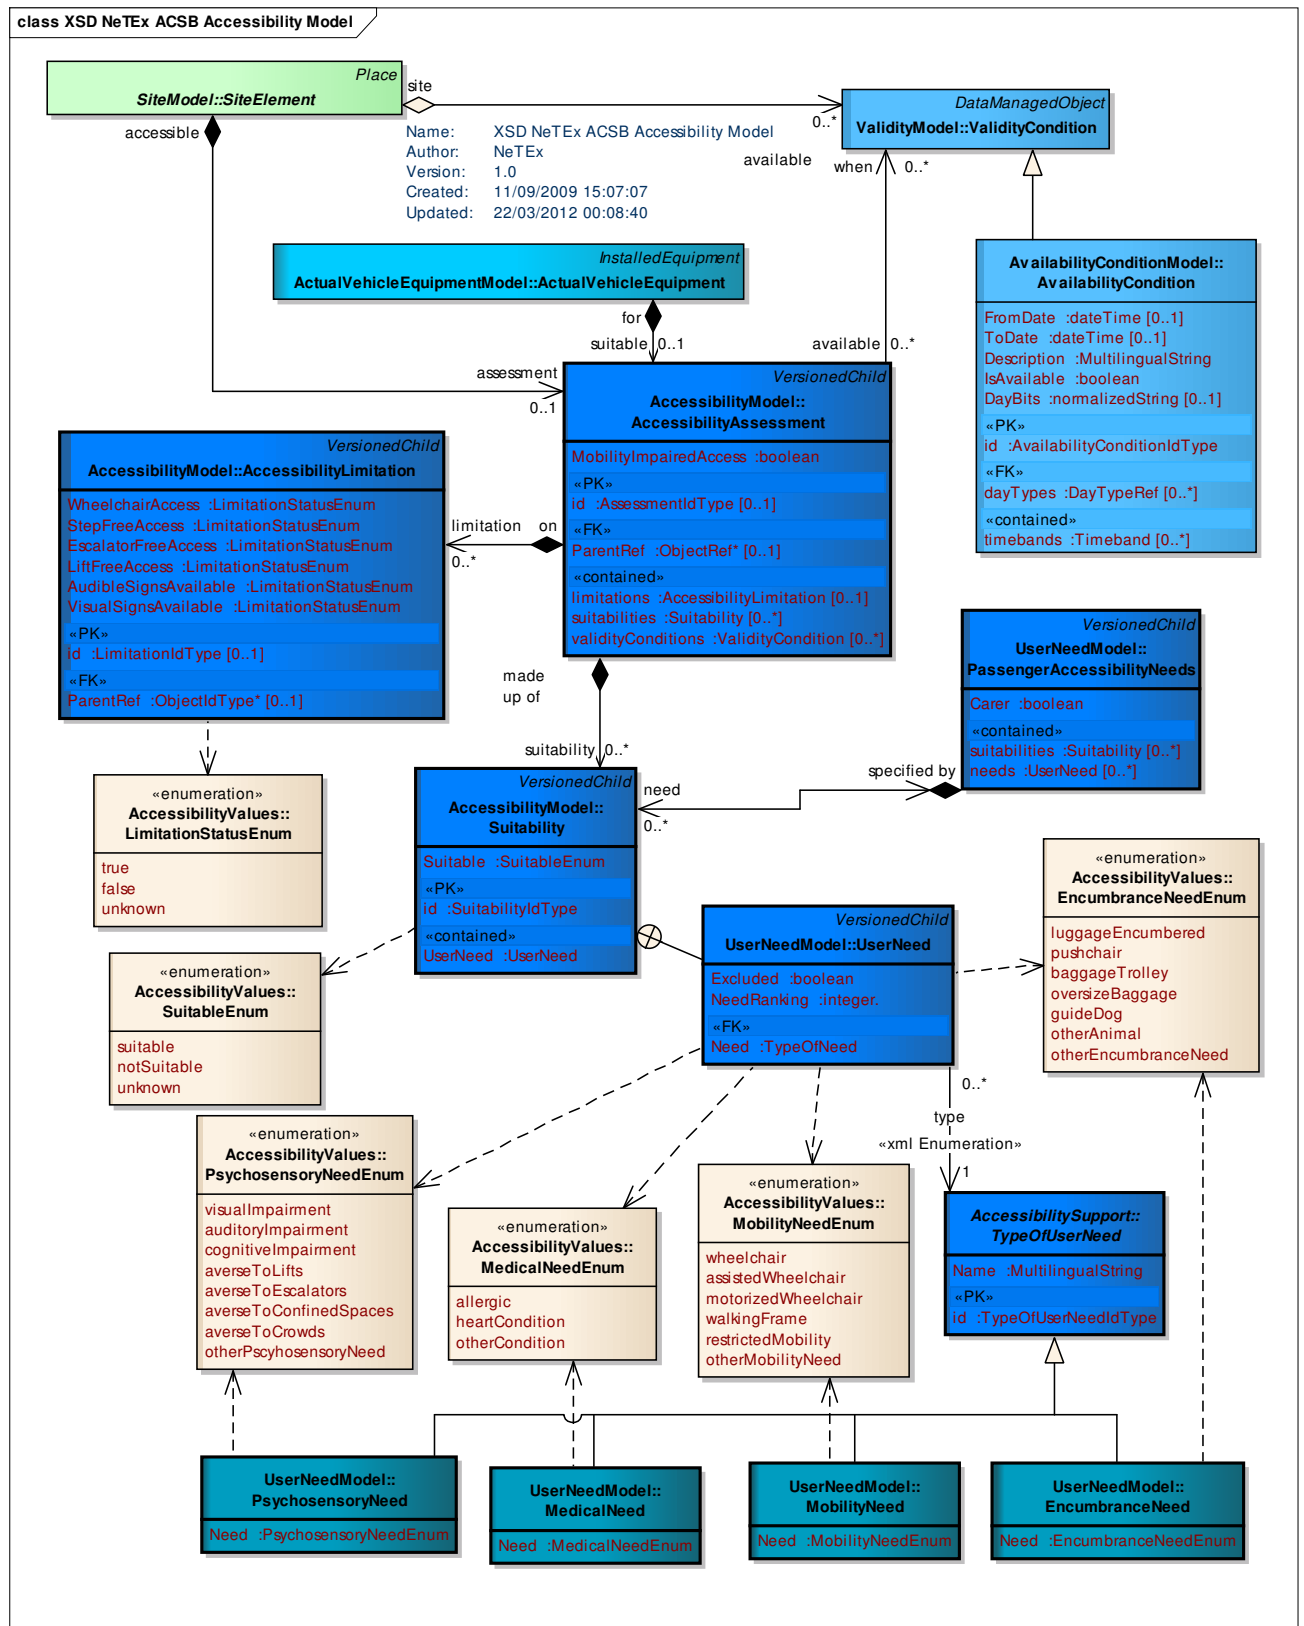 class XSD NeTEx ACSB Accessibility Model
Place
SiteModel::SiteElement
site
accessible
0..*
DataManagedObject
ValidityModel::ValidityCondition
Name: XSD NeTEx ACSB Accessibility Model
Author: NeTEx
Version: 1.0
Created: 11/09/2009 15:07:07
Updated: 22/03/2012 00:08:40
available
when
0..*
InstalledEquipment
ActualVehicleEquipmentModel::ActualVehicleEquipment
for
suitable
0..1
available
0..*
assessment
0..1
AvailabilityConditionModel::
AvailabilityCondition
FromDate :dateTime [0..1]
ToDate :dateTime [0..1]
Description :MultilingualString
IsAvailable :boolean
DayBits :normalizedString [0..1]
«PK»
id :AvailabilityConditionIdType
«FK»
dayTypes :DayTypeRef [0..*]
«contained»
timebands :Timeband [0..*]
VersionedChild
AccessibilityModel::
AccessibilityAssessment
MobilityImpairedAccess :boolean
«PK»
id :AssessmentIdType [0..1]
«FK»
ParentRef :ObjectRef* [0..1]
«contained»
limitations :AccessibilityLimitation [0..1]
suitabilities :Suitability [0..*]
validityConditions :ValidityCondition [0..*]
VersionedChild
AccessibilityModel::AccessibilityLimitation
WheelchairAccess :LimitationStatusEnum
StepFreeAccess :LimitationStatusEnum
EscalatorFreeAccess :LimitationStatusEnum
LiftFreeAccess :LimitationStatusEnum
AudibleSignsAvailable :LimitationStatusEnum
VisualSignsAvailable :LimitationStatusEnum
«PK»
id :LimitationIdType [0..1]
«FK»
ParentRef :ObjectIdType* [0..1]
limitation
on
0..*
made
up of
suitability
0..*
VersionedChild
UserNeedModel::
PassengerAccessibilityNeeds
Carer :boolean
«contained»
suitabilities :Suitability [0..*]
needs :UserNeed [0..*]
specified by
need
0..*
«enumeration»
AccessibilityValues::
LimitationStatusEnum
true
false
unknown
VersionedChild
AccessibilityModel::
Suitability
Suitable :SuitableEnum
«PK»
id :SuitabilityIdType
«contained»
UserNeed :UserNeed
«enumeration»
AccessibilityValues::
EncumbranceNeedEnum
luggageEncumbered
pushchair
baggageTrolley
oversizeBaggage
guideDog
otherAnimal
otherEncumbranceNeed
VersionedChild
UserNeedModel::UserNeed
Excluded :boolean
NeedRanking :integer.
«FK»
Need :TypeOfNeed
«enumeration»
AccessibilityValues::
SuitableEnum
suitable
notSuitable
unknown
0..*
type
«xml Enumeration»
1
«enumeration»
AccessibilityValues::
PsychosensoryNeedEnum
visualImpairment
auditoryImpairment
cognitiveImpairment
averseToLifts
averseToEscalators
averseToConfinedSpaces
averseToCrowds
otherPscyhosensoryNeed
«enumeration»
AccessibilityValues::
MedicalNeedEnum
allergic
heartCondition
otherCondition
«enumeration»
AccessibilityValues::
MobilityNeedEnum
wheelchair
assistedWheelchair
motorizedWheelchair
walkingFrame
restrictedMobility
otherMobilityNeed
AccessibilitySupport::
TypeOfUserNeed
Name :MultilingualString
«PK»
id :TypeOfUserNeedIdType
UserNeedModel::
PsychosensoryNeed
Need :PsychosensoryNeedEnum
UserNeedModel::
MedicalNeed
Need :MedicalNeedEnum
UserNeedModel::
MobilityNeed
Need :MobilityNeedEnum
UserNeedModel::
EncumbranceNeed
Need :EncumbranceNeedEnum